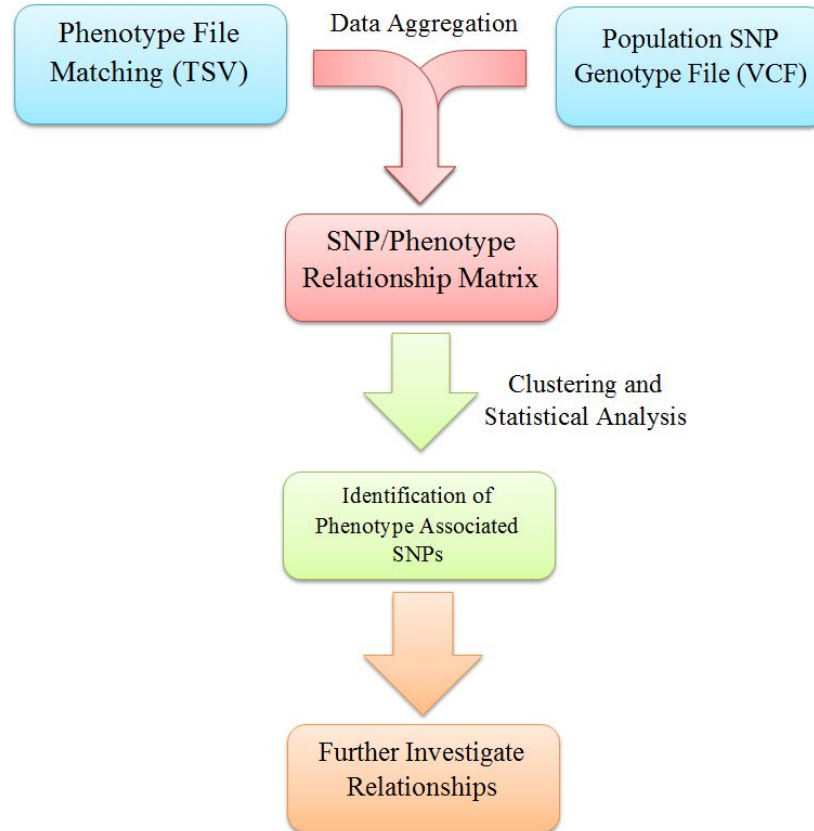 Phenotype File
Matching (TSV)
Data Aggregation
Population SNP
Genotype File (VCF)
SNP/Phenotype
Relationship Matrix
Clustering and
Statistical Analysis
Identification of
Phenotype Associated
SNPs
Further Investigate
Relationships